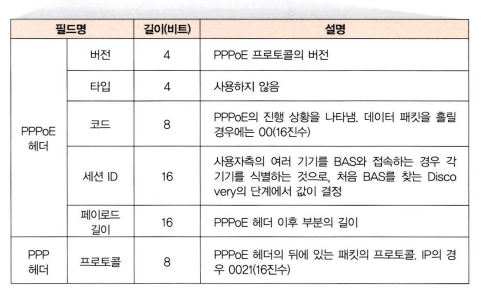 필드명 길이(비트) 설명
PPPoE 헤더
버전 4 PPPoE 프로토콜의 버전
타입 4 사용하지 않음
코드 8 PPPoE의 진행 상황을 나타냄. 데이터 패킷을 흘릴
경우에는 00(16진수)
세션 ID 16 사용자측의 여러 기기를 BAS와 접속하는 경우 각
기기를 식별하는 것으로, 처음 BAS를 찾는 Disco
very의 단계에서 값이 결정
페이로드
길이 16 PPPoE 헤더 이후 부분의 길이
PPP
헤더 프로토콜 8 PPPoE 헤더의 뒤에 있는 패킷의 프로토콜. IP의 경
우 0021(16진수)